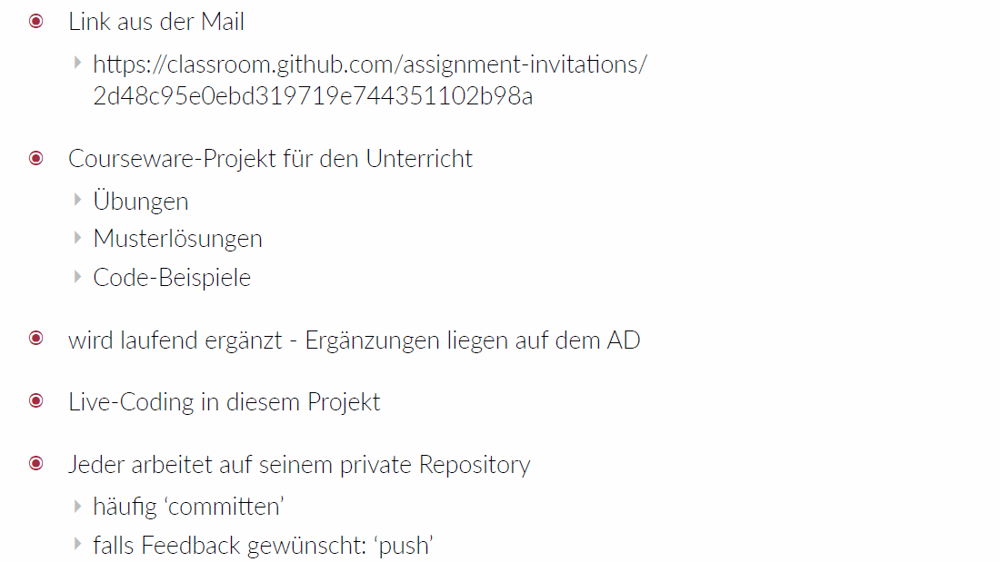 Link aus der Mail
https://classroom.github.com/assignment-invitations/
2d48c95e0ebd319719e744351102b98a
Courseware-Projekt für den Unterricht
Übungen
Musterlösungen
Code-Beispiele
wird laufend ergänzt - Ergänzungen liegen auf dem AD
Live-Coding in diesem Projekt
Jeder arbeitet auf seinem private Repository
häufig ‘committen’
falls Feedback gewünscht: ‘push’